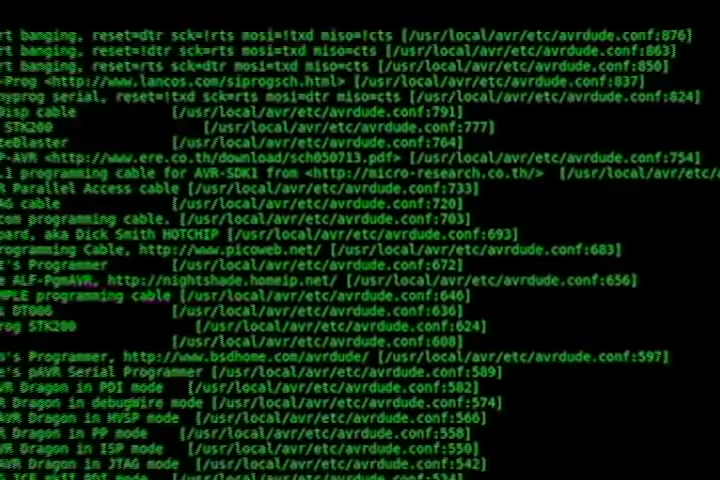 rt banging, reset=dtr sck=!rts mosi=!txd miso=!cts [/usr/local/avr/etc/avrdude.conf:876]
rt banging, reset=!dtr sck=rts mosi=txd miso=cts [/usr/local/avr/etc/avrdude.conf:863]
rt banging, reset=rts sck=dtr mosi=txd miso=cts [/usr/local/avr/etc/avrdude.conf:850]
-Prog <http://www.lancos.com/siprogsch.html> [/usr/local/avr/etc/avrdude.conf:837]
nyprog serial, reset=!txd sck=rts mosi=dtr miso=cts [/usr/local/avr/etc/avrdude.conf:824]
Disp cable [/usr/local/avr/etc/avrdude.conf:791]
STK200 [/usr/local/avr/etc/avrdude.conf:777]
eBlaster [/usr/local/avr/etc/avrdude.conf:764]
P-AVR <http://www.ere.co.th/download/sch050713.pdf> [/usr/local/avr/etc/avrdude.conf:754]
.1 programming cable for AVR-SDK1 from <http://micro-research.co.th/> [/usr/local/avr/etc/
Parallel Access cable [/usr/local/avr/etc/avrdude.conf:733]
AG cable [/usr/local/avr/etc/avrdude.conf:720]
com programming cable, [/usr/local/avr/etc/avrdude.conf:703]
oard, aka Dick Smith HOTCHIP [/usr/local/avr/etc/avrdude.conf:693]
rogramming Cable, http://www.picoweb.net/ [/usr/local/avr/etc/avrdude.conf:683]
e's Programmer [/usr/local/avr/etc/avrdude.conf:672]
e ALF-PgmAVR, http://nightshade.homeip.net/ [/usr/local/avr/etc/avrdude.conf:656]
MPLE programming cable [/usr/local/avr/etc/avrdude.conf:646]
s DT006 [/usr/local/avr/etc/avrdude.conf:636]
rog STK200 [/usr/local/avr/etc/avrdude.conf:624]
[/usr/local/avr/etc/avrdude.conf:608]
s's Programmer, http://www.bsdhome.com/avrdude/ [/usr/local/avr/etc/avrdude.conf:597]
e's pAVR Serial Programmer [/usr/local/avr/etc/avrdude.conf:589]
VR Dragon in PDI mode [/usr/local/avr/etc/avrdude.conf:582]
VR Dragon in debugWire mode [/usr/local/avr/etc/avrdude.conf:574]
VR Dragon in HVSP mode [/usr/local/avr/etc/avrdude.conf:566]
VR Dragon in PP mode [/usr/local/avr/etc/avrdude.conf:558]
VR Dragon in ISP mode [/usr/local/avr/etc/avrdude.conf:550]
AVR Dragon in JTAG mode [/usr/local/avr/etc/avrdude.conf:542]
ICE mkII PDI mode [/usr/local/avr/etc/avrdude.conf:534]